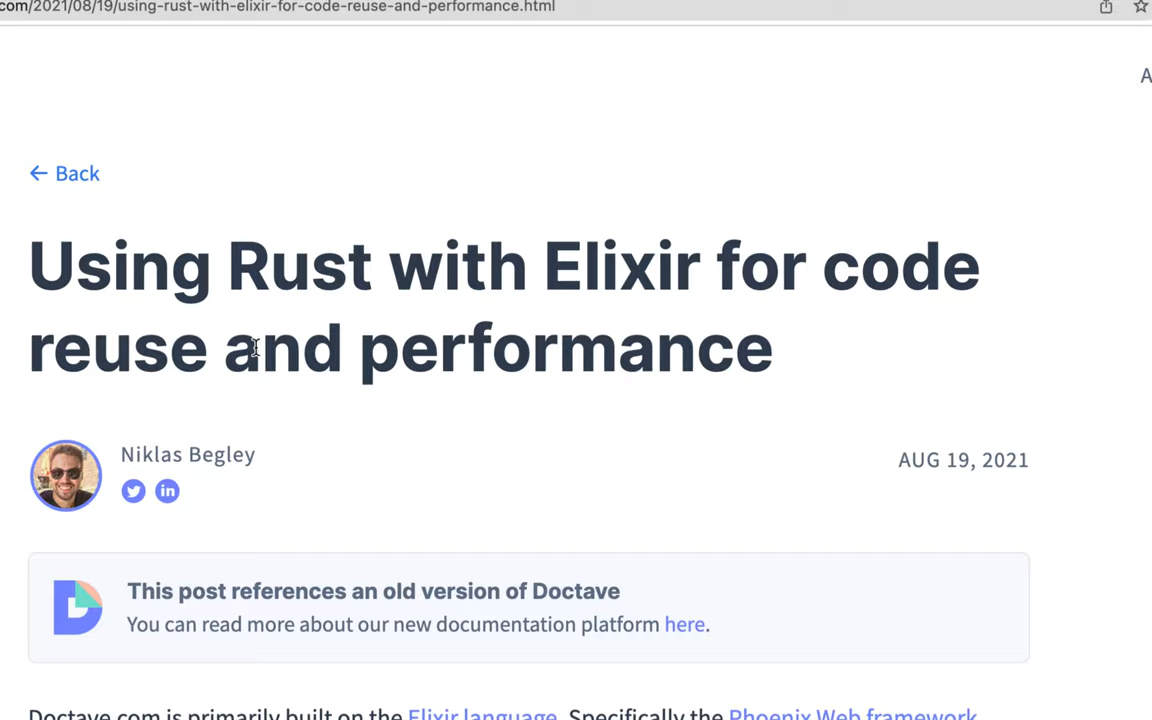 com/2021/08/19/using-rust-with-elixir-for-code-reuse-and-performance.html
A
← Back
Using Rust with Elixir for code
reuse and performance
Niklas Begley
AUG 19, 2021
This post references an old version of Doctave
You can read more about our new documentation platform here.
Doctave.com is primarily built on the Elixir language. Specifically the Phoenix Web framework